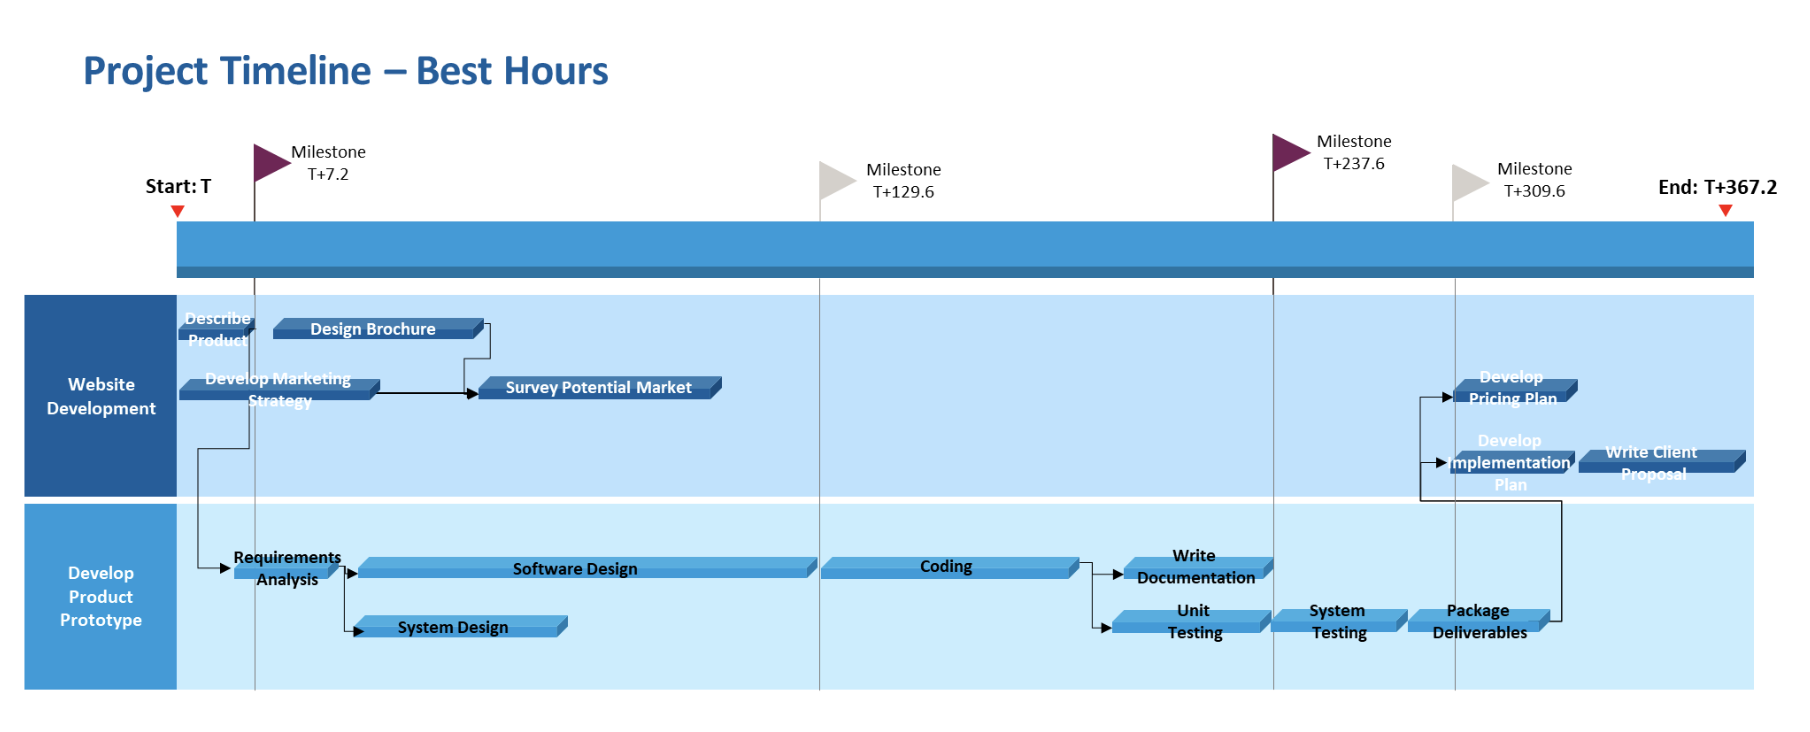 Project Timeline – Best Hours
Milestone
T+7.2
Milestone
T+129.6
Milestone
T+237.6
Milestone
T+309.6
Start: T
End: T+367.2
Website
Development
Describe
Product
Design Brochure
Develop Marketing
Strategy
Survey Potential Market
Develop
Pricing Plan
Develop
Implementation
Plan
Write Client
Proposal
Develop
Product
Prototype
Requirements
Analysis
Software Design
Coding
Write
Documentation
System Design
Unit
Testing
System
Testing
Package
Deliverables